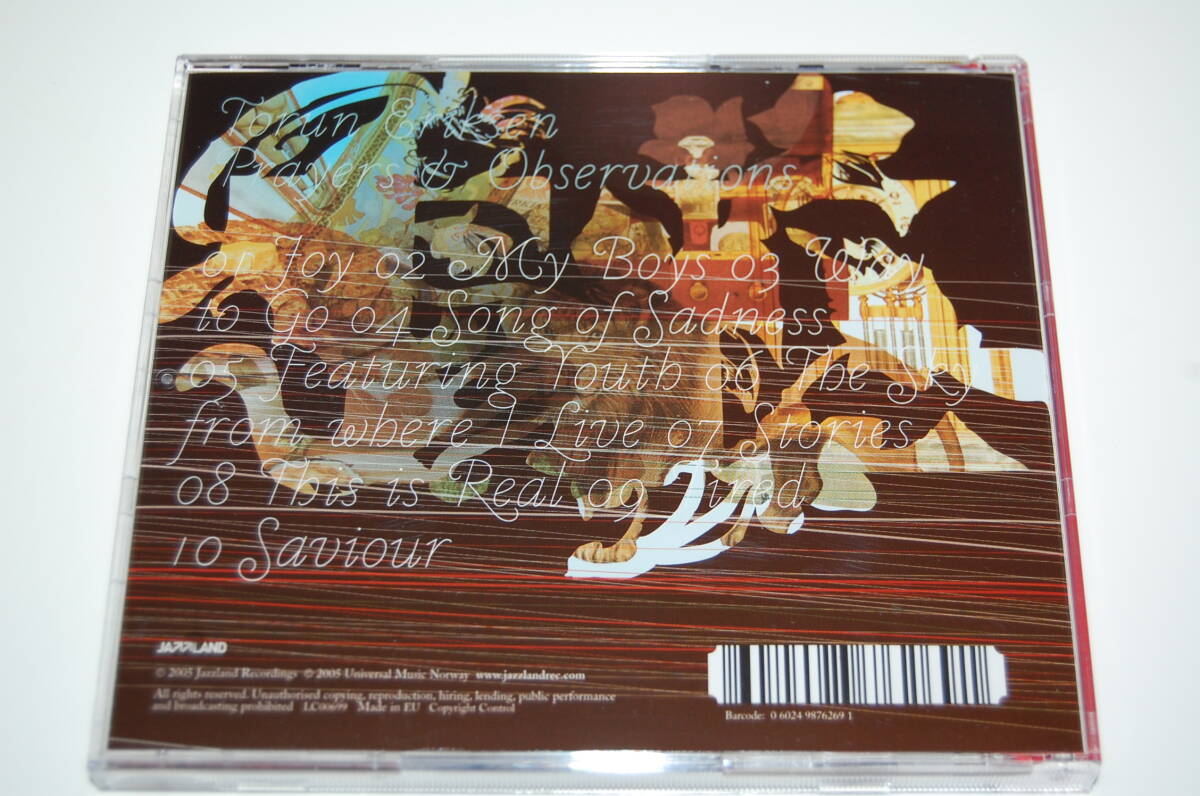 Torun Eriksen
Prayers & Observations
01 Joy 02 My Boys 03 Way
to Go 04 Song of Sadness
05 Featuring Youth 06 The Sky
from where I Live 07 Stories
08 This is Real 09 Tired
10 Saviour
JAZZLAND
© 2005 Jazzland Recordings © 2005 Universal Music Norway www.jazzlandrec.com
All rights reserved. Unauthorised copying, reproduction, hiring, lending, public performance
and broadcasting prohibited LC00699 Made in EU Copyright Control
Barcode: 0 6024 9876269 1